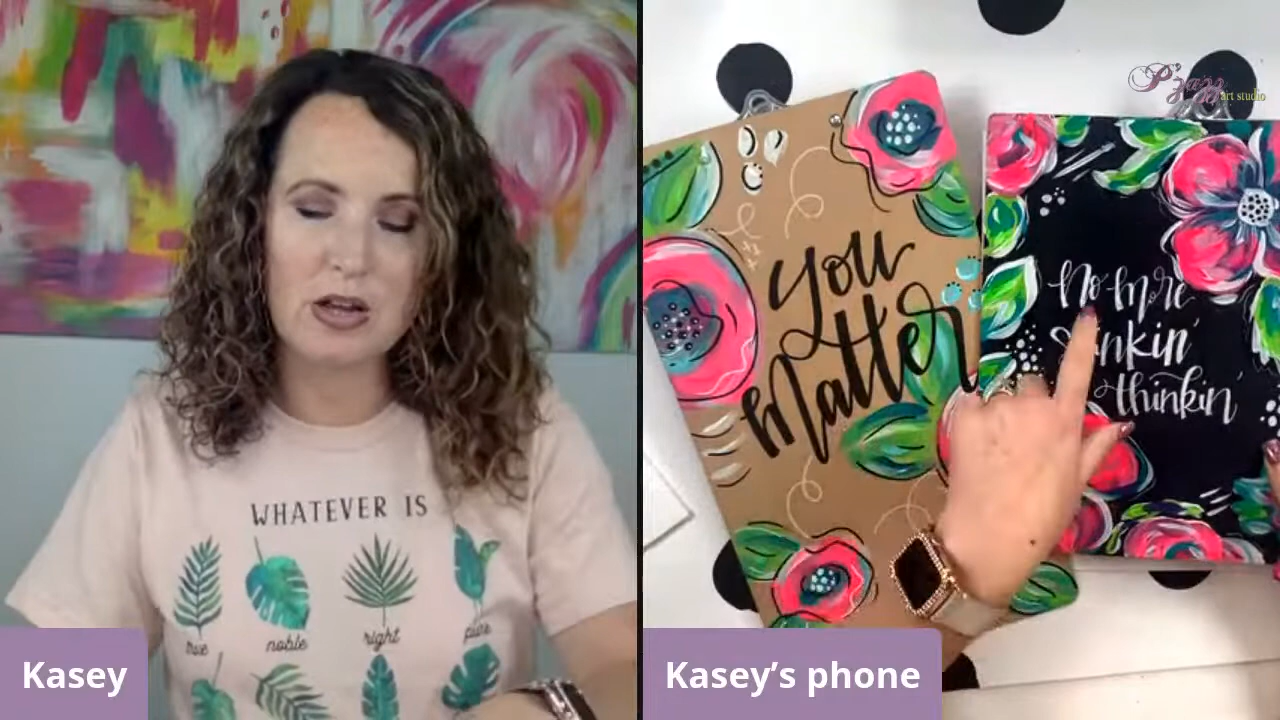 WHATEVER IS
true
noble
right
pure
Kasey
P'zazz
art studio
You
Matter
No More
thinkin'
Kasey's phone